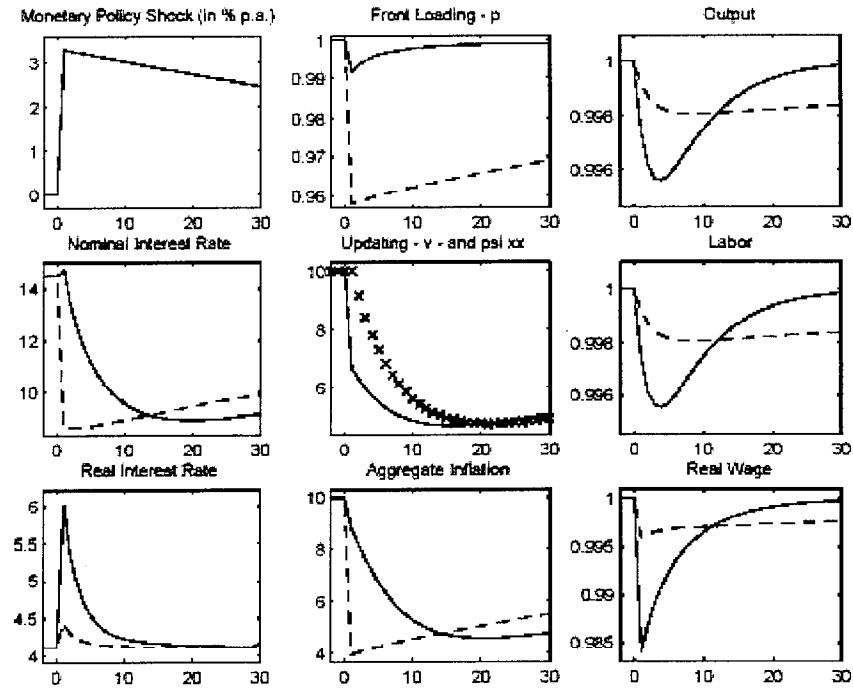 Monetary Policy Shock (in % p.a.)
3
2
1
0
0 10 20 30
Front Loading - p
1
0.99
0.98
0.97
0.96
0 10 20 30
Output
1
0.998
0.996
0 10 20 30
Nominal Interest Rate
14
12
10
0 10 20 30
Updating - v - and psi xx
10
8
6
0 10 20 30
Labor
1
0.998
0.996
0 10 20 30
Real Interest Rate
6
5.5
5
4.5
4
0 10 20 30
Aggregate Inflation
10
8
6
4
0 10 20 30
Real Wage
1
0.995
0.99
0.985
0 10 20 30